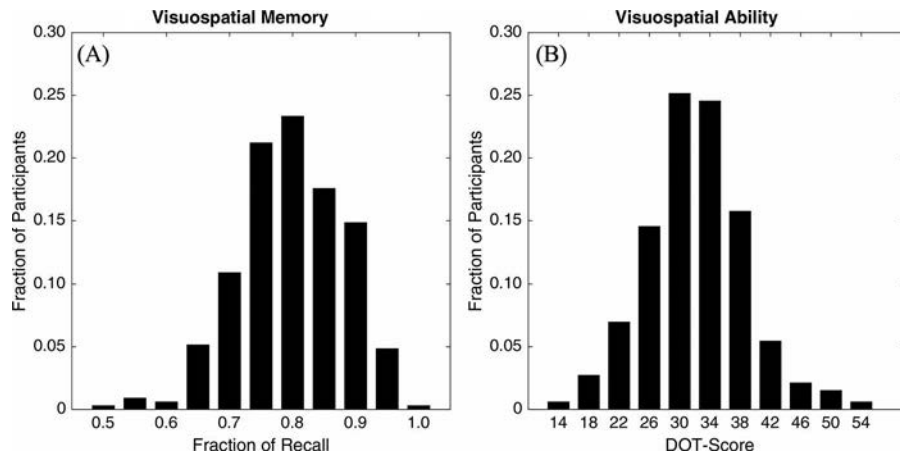 Visuospatial Memory
(A)
Fraction of Participants
0.30
0.25
0.20
0.15
0.10
0.05
0
0.5 0.6 0.7 0.8 0.9 1.0
Fraction of Recall
Visuospatial Ability
(B)
Fraction of Participants
0.30
0.25
0.20
0.15
0.10
0.05
0
14 18 22 26 30 34 38 42 46 50 54
DOT-Score